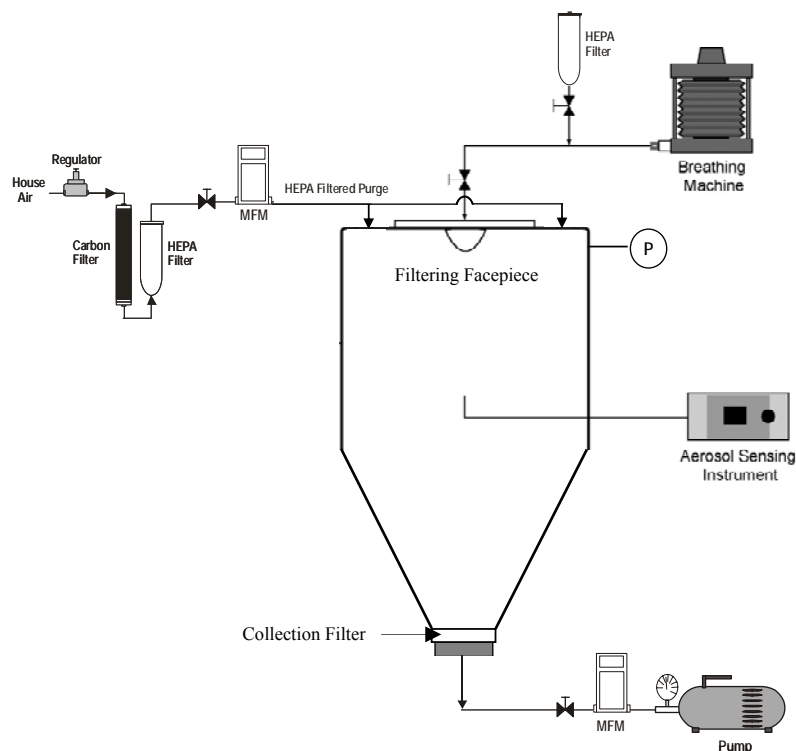 HEPA
Filter
Breathing
Machine
Regulator
House
Air
HEPA Filtered Purge
MFM
Carbon
Filter
HEPA
Filter
P
Filtering Facepiece
Aerosol Sensing
Instrument
Collection Filter
MFM
Pump